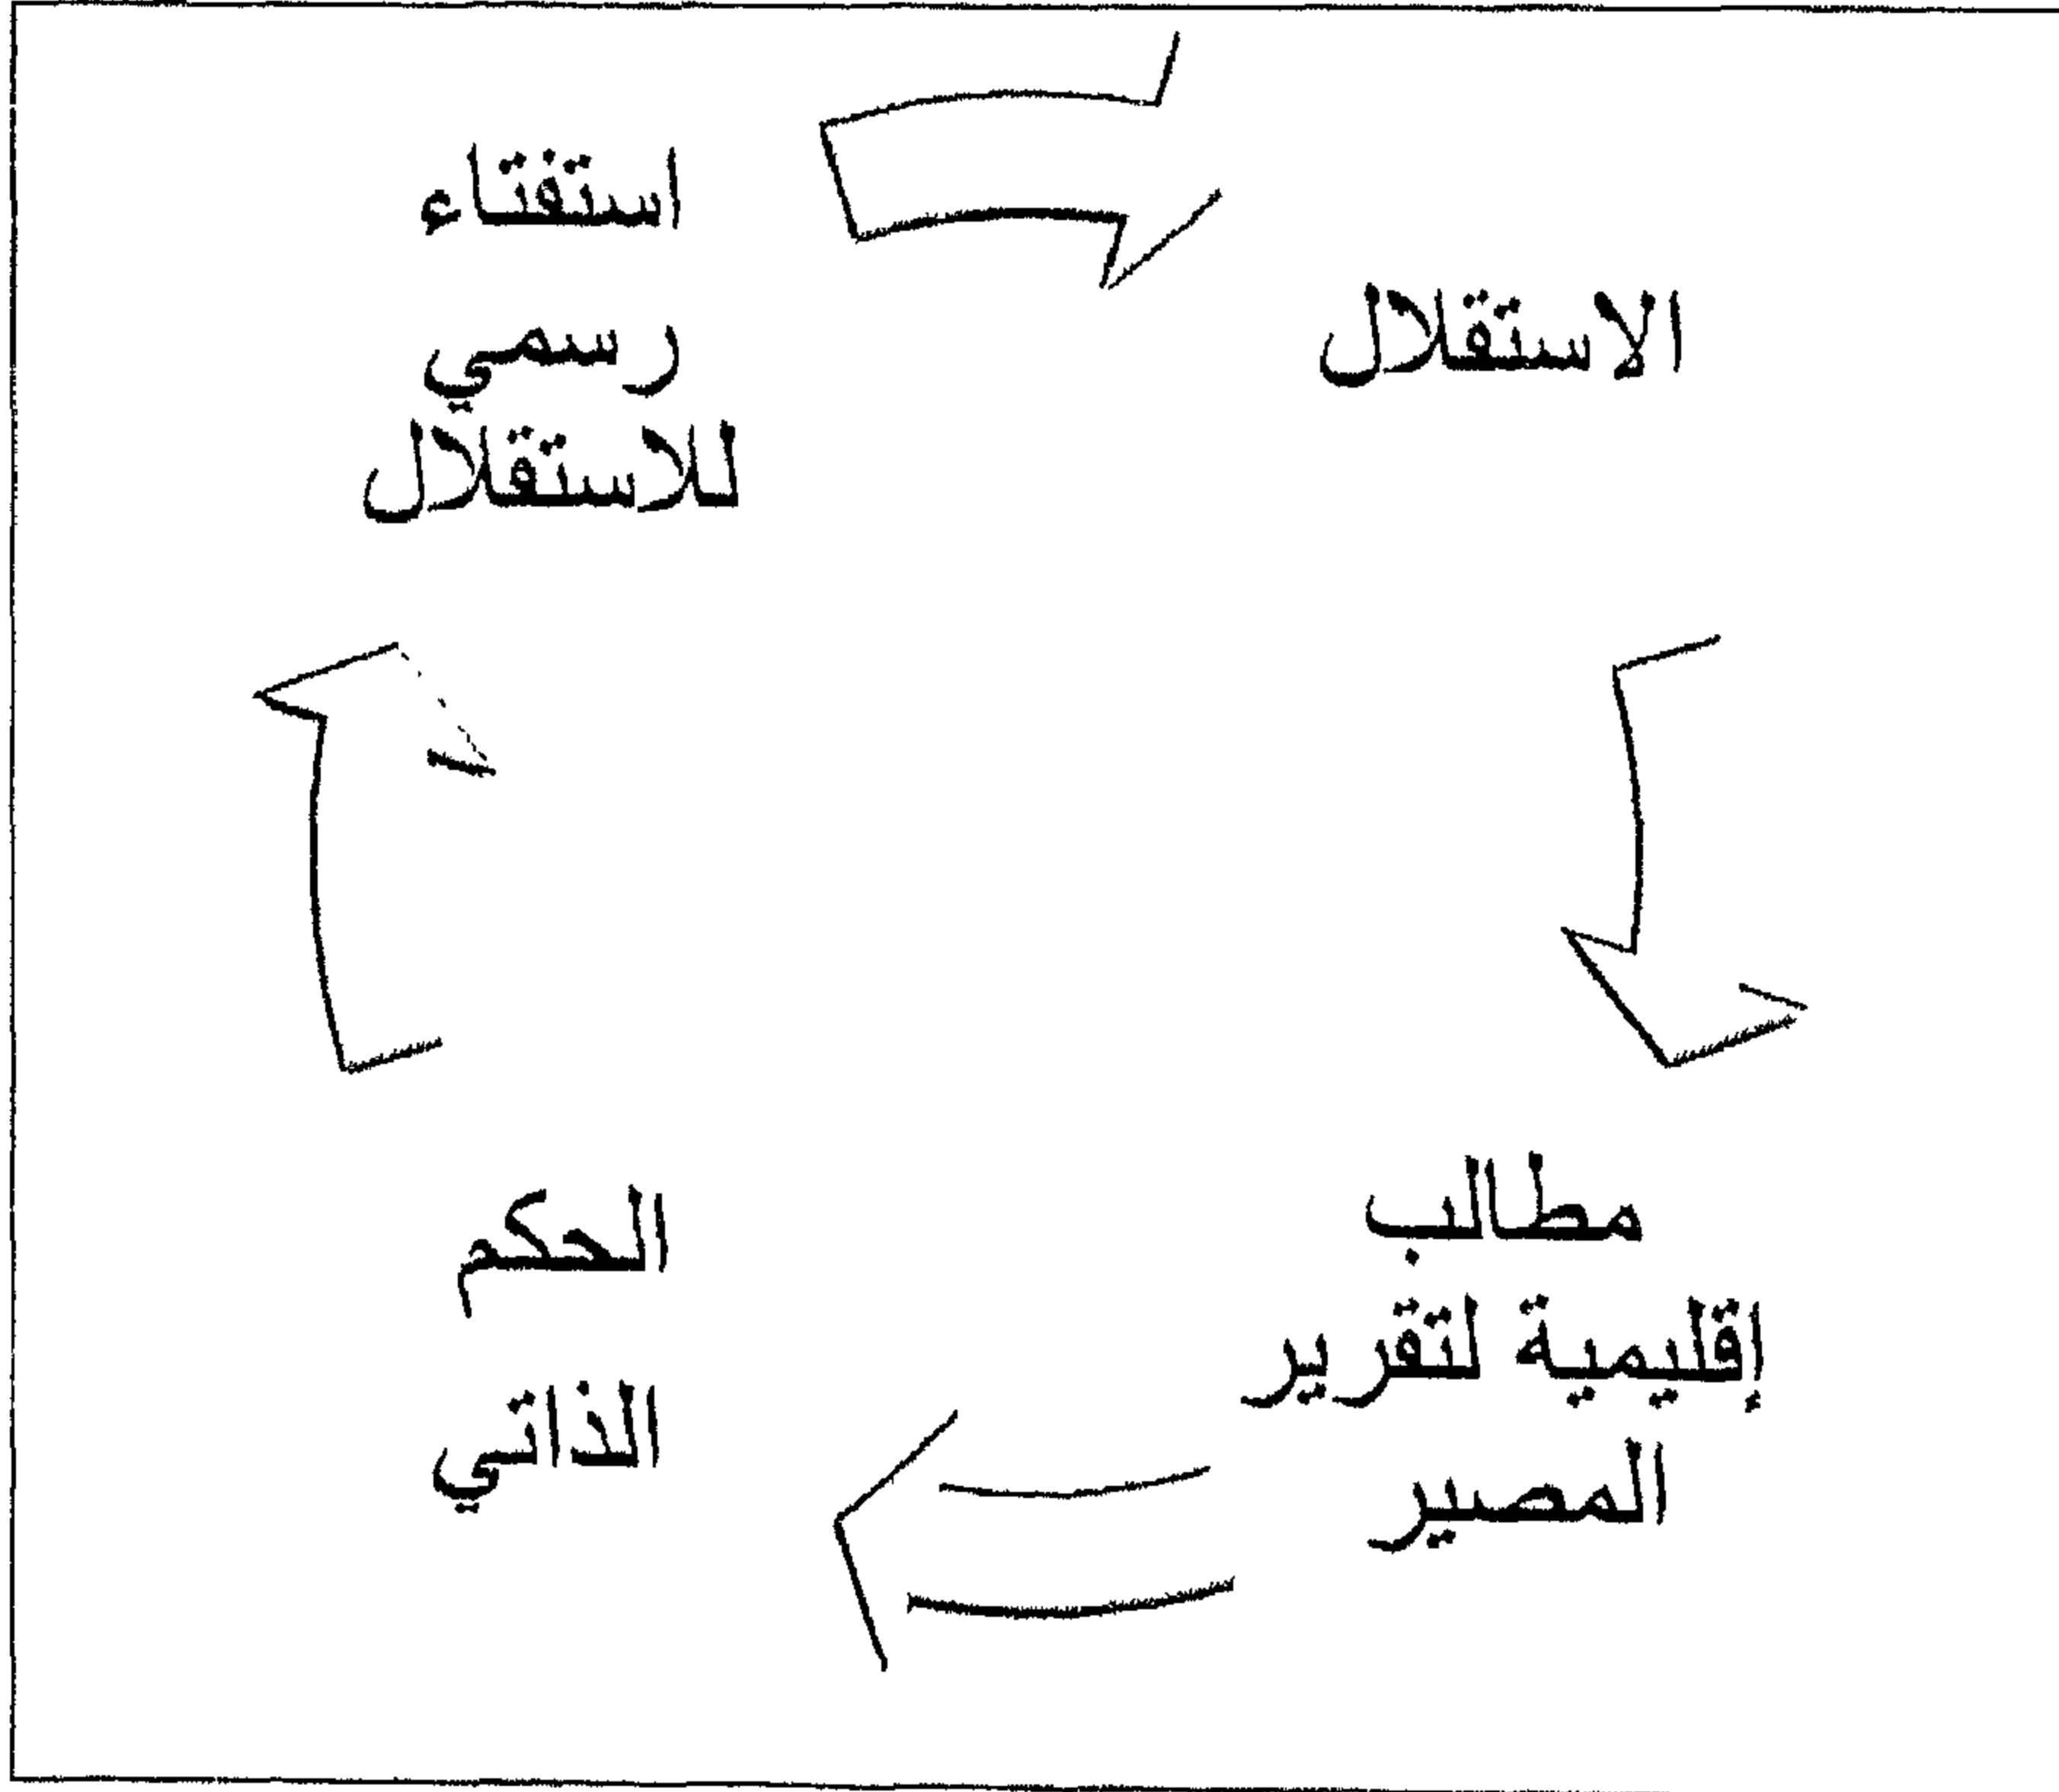 الاستقلال
مطالب
إقليمية لتقرير
المصير
الحكم
الذاتي
استفتاء
رسمي
للاستقلال